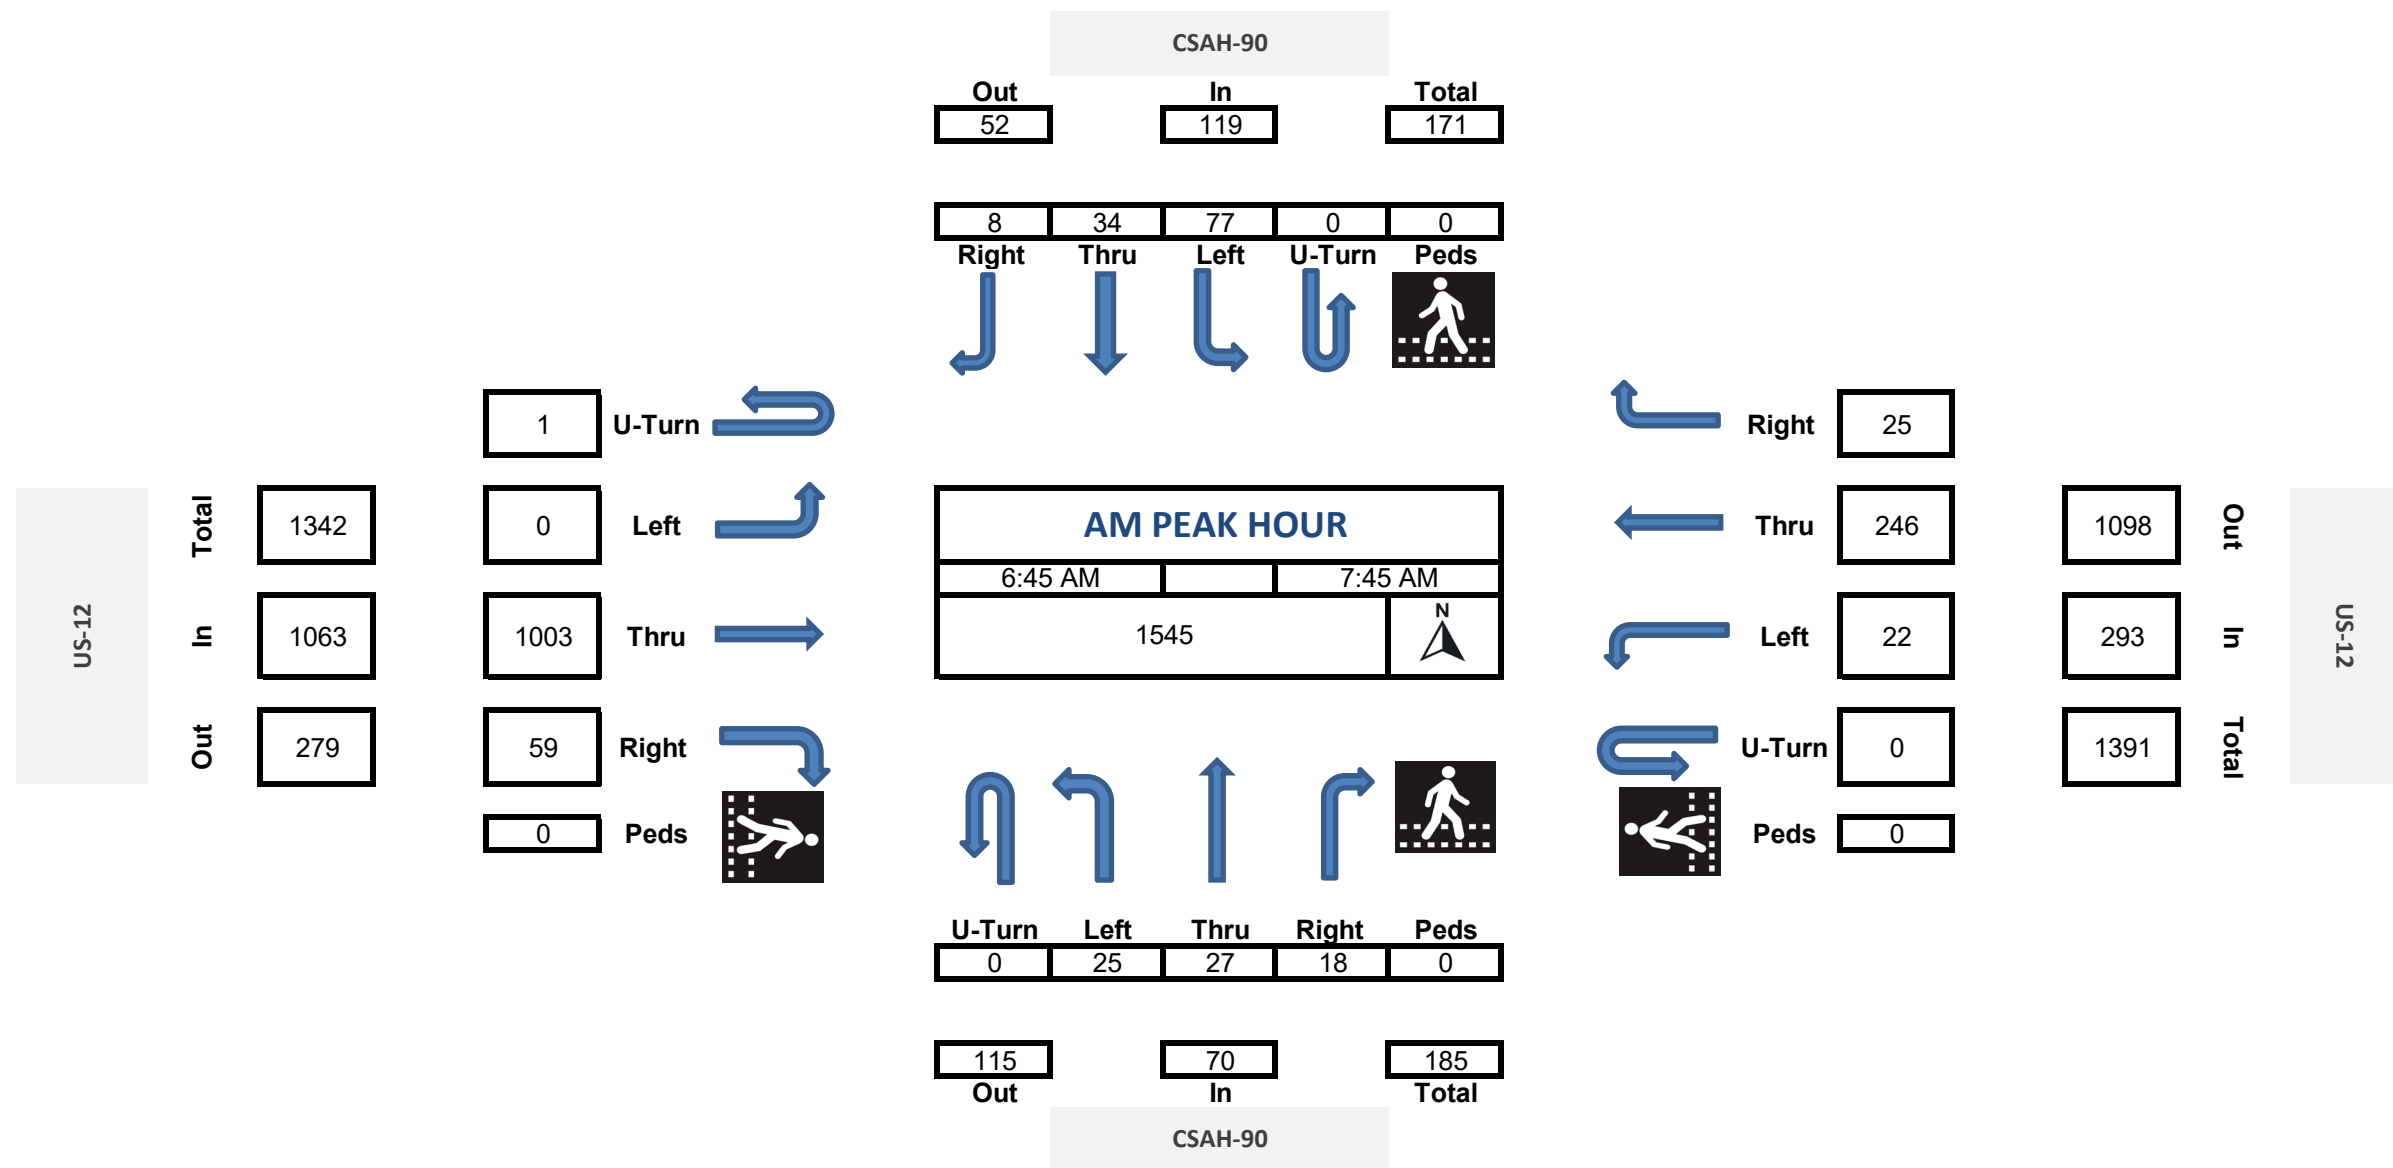 CSAH-90
Out In Total
52 119 171
8 34 77 0 0
Right Thru Left U-Turn Peds
1 U-Turn
Right 25
US-12
Total 1342 0 Left
AM PEAK HOUR
Thru 246 1098 Out
6:45 AM 7:45 AM
In 1063 1003 Thru
1545
N
Left 22 293 In
US-12
Out 279 59 Right
U-Turn 0 1391 Total
0 Peds
Peds 0
U-Turn Left Thru Right Peds
0 25 27 18 0
115 70 185
Out In Total
CSAH-90